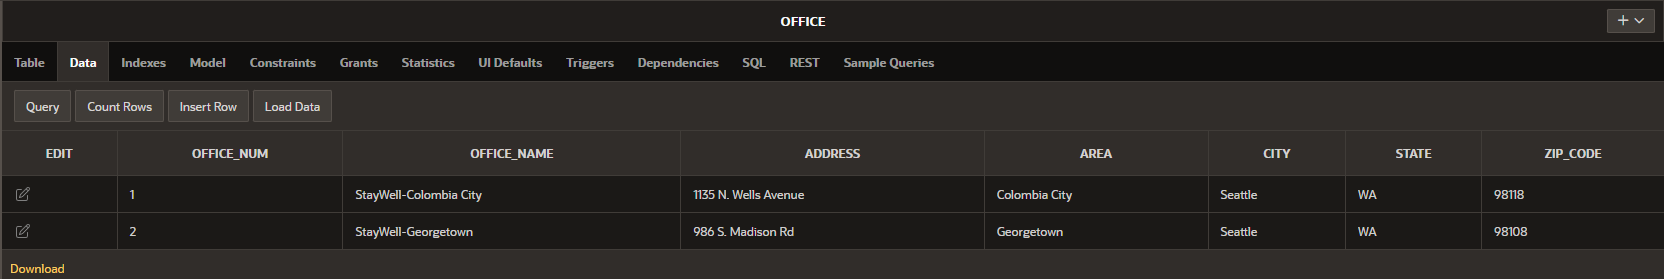 OFFICE
Table Data Indexes Model Constraints Grants Statistics UI Defaults Triggers Dependencies SQL REST Sample Queries
Query Count Rows Insert Row Load Data
EDIT OFFICE_NUM OFFICE_NAME ADDRESS AREA CITY STATE ZIP_CODE
1 StayWell-Colombia City 1135 N. Wells Avenue Colombia City Seattle WA 98118
2 StayWell-Georgetown 986 S. Madison Rd Georgetown Seattle WA 98108
Download